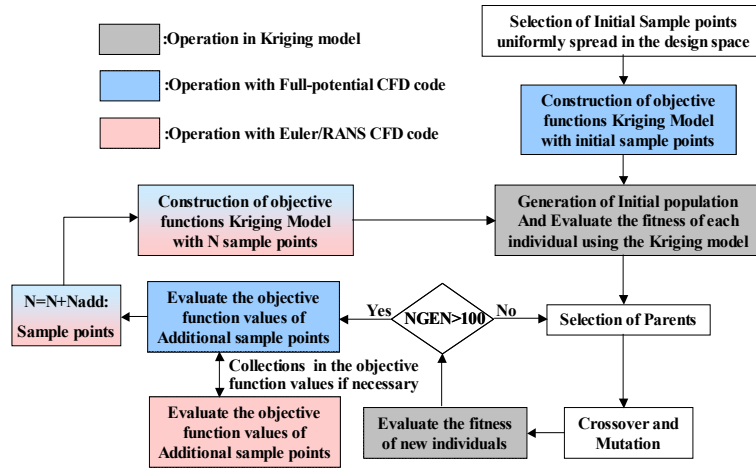 :Operation in Kriging model
:Operation with Full-potential CFD code
:Operation with Euler/RANS CFD code
Selection of Initial Sample points
uniformly spread in the design space
Construction of objective
functions Kriging Model
with initial sample points
Construction of objective
functions Kriging Model
with N sample points
Generation of Initial population
And Evaluate the fitness of each
individual using the Kriging model
N=N+Nadd:
Sample points
Evaluate the objective
function values of
Additional sample points
Yes
NGEN>100
No
Selection of Parents
Collections in the objective
function values if necessary
Evaluate the objective
function values of
Additional sample points
Evaluate the fitness
of new individuals
Crossover and
Mutation